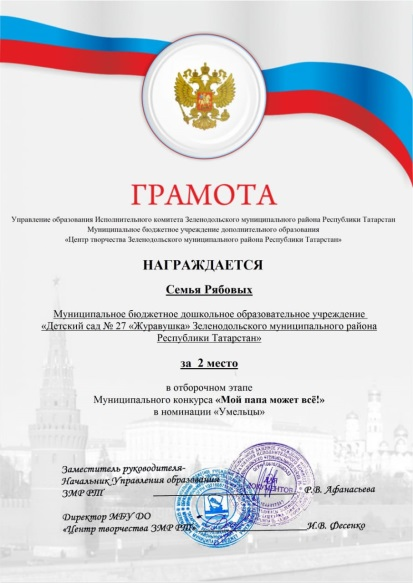 ГРАМОТА
Управление образования Исполнительного комитета Зеленодольского муниципального района Республики Татарстан
Муниципальное бюджетное учреждение дополнительного образования
«Центр творчества Зеленодольского муниципального района Республики Татарстан»
НАГРАЖДАЕТСЯ
Семья Рябовых
Муниципальное бюджетное дошкольное образовательное учреждение
«Детский сад № 27 «Журавушка» Зеленодольского муниципального района
Республики Татарстан»
за 2 место
в отборочном этапе
Муниципального конкурса «Мой папа может всё!»
в номинации «Умельцы»
Заместитель руководителя-
Начальник Управления образования
ЗМР РТ Р.В. Афанасьева
ДЛЯ
ДОКУМЕНТОВ
Директор МБУ ДО
«Центр творчества ЗМР РТ» И.В. Фесенко